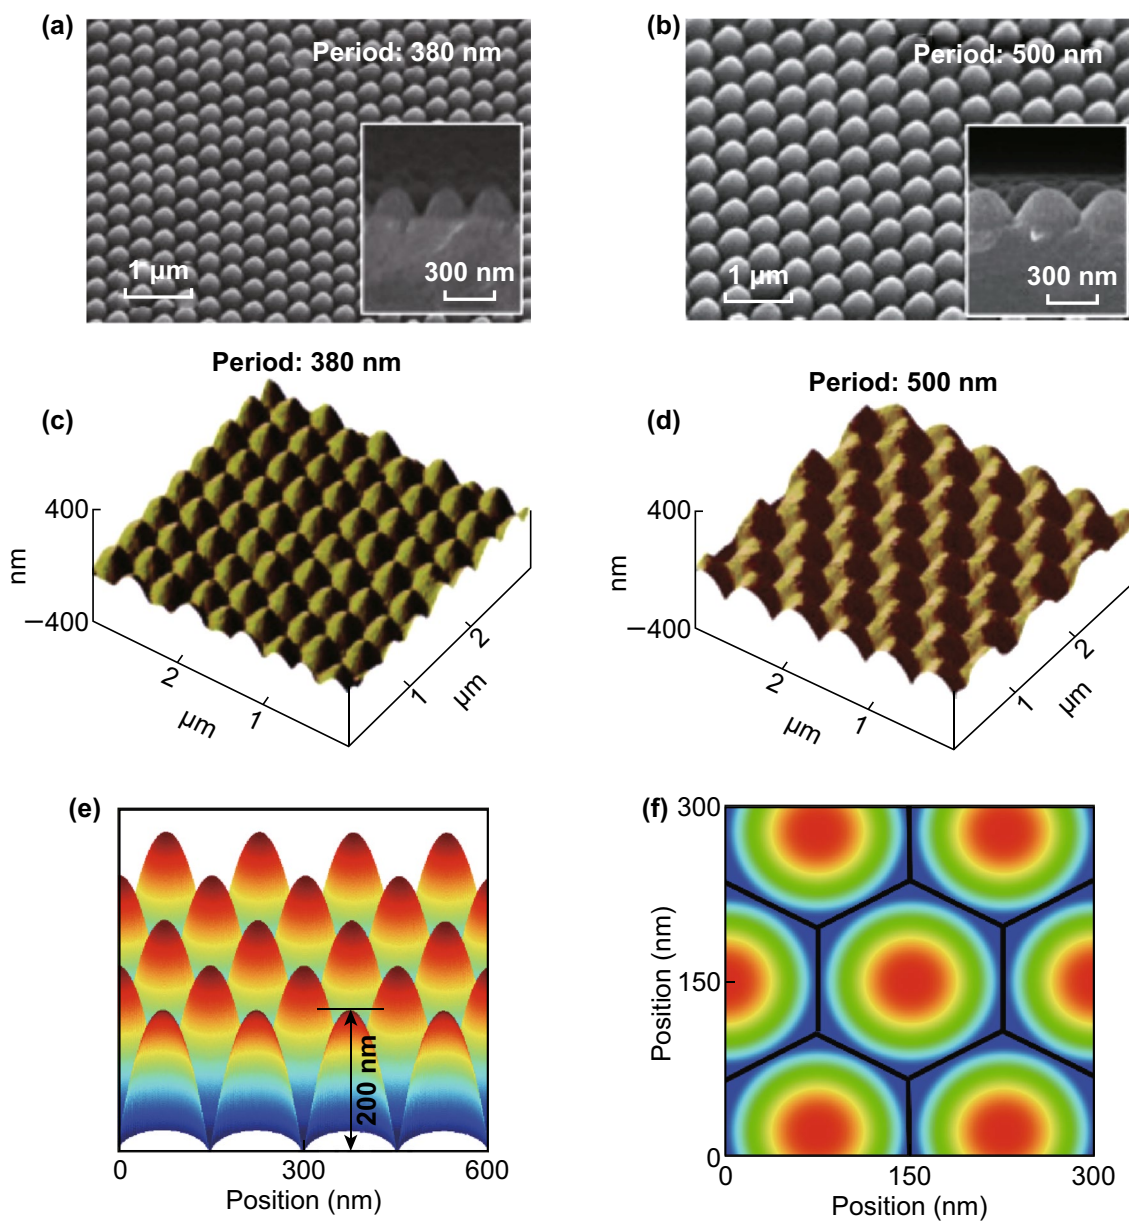 (a)
Period: 380 nm
1 µm
300 nm
(b)
Period: 500 nm
1 µm
300 nm
Period: 380 nm
(c)
400
nm
−400
2
µm
1
1
µm
2
Period: 500 nm
(d)
400
nm
−400
2
µm
1
1
µm
2
(e)
200 nm
0
300
600
Position (nm)
(f)
300
150
0
Position (nm)
0
150
300
Position (nm)